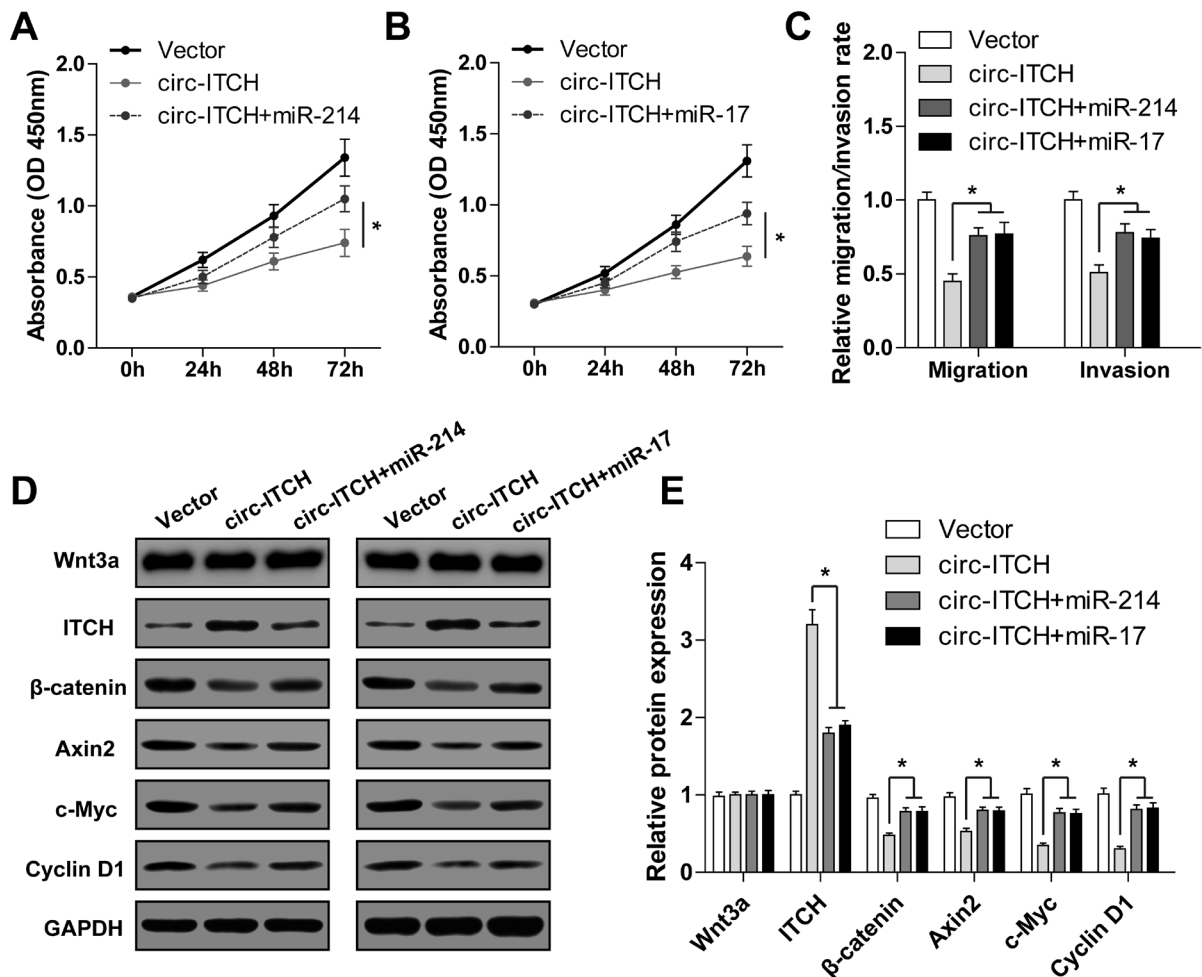 A
Vector
circ-ITCH
circ-ITCH+miR-214
Absorbance (OD 450nm)
2.0
1.5
1.0
0.5
0.0
*
0h 24h 48h 72h
B
Vector
circ-ITCH
circ-ITCH+miR-17
Absorbance (OD 450nm)
2.0
1.5
1.0
0.5
0.0
*
0h 24h 48h 72h
C
Vector
circ-ITCH
circ-ITCH+miR-214
circ-ITCH+miR-17
Relative migration/invasion rate
2.0
1.5
1.0
0.5
0.0
* *
Migration Invasion
D
Vector circ-ITCH circ-ITCH+miR-214
Vector circ-ITCH circ-ITCH+miR-17
Wnt3a
ITCH
β-catenin
Axin2
c-Myc
Cyclin D1
GAPDH
E
Vector
circ-ITCH
circ-ITCH+miR-214
circ-ITCH+miR-17
Relative protein expression
4
3
2
1
0
*
* * * *
Wnt3a ITCH β-catenin Axin2 c-Myc Cyclin D1